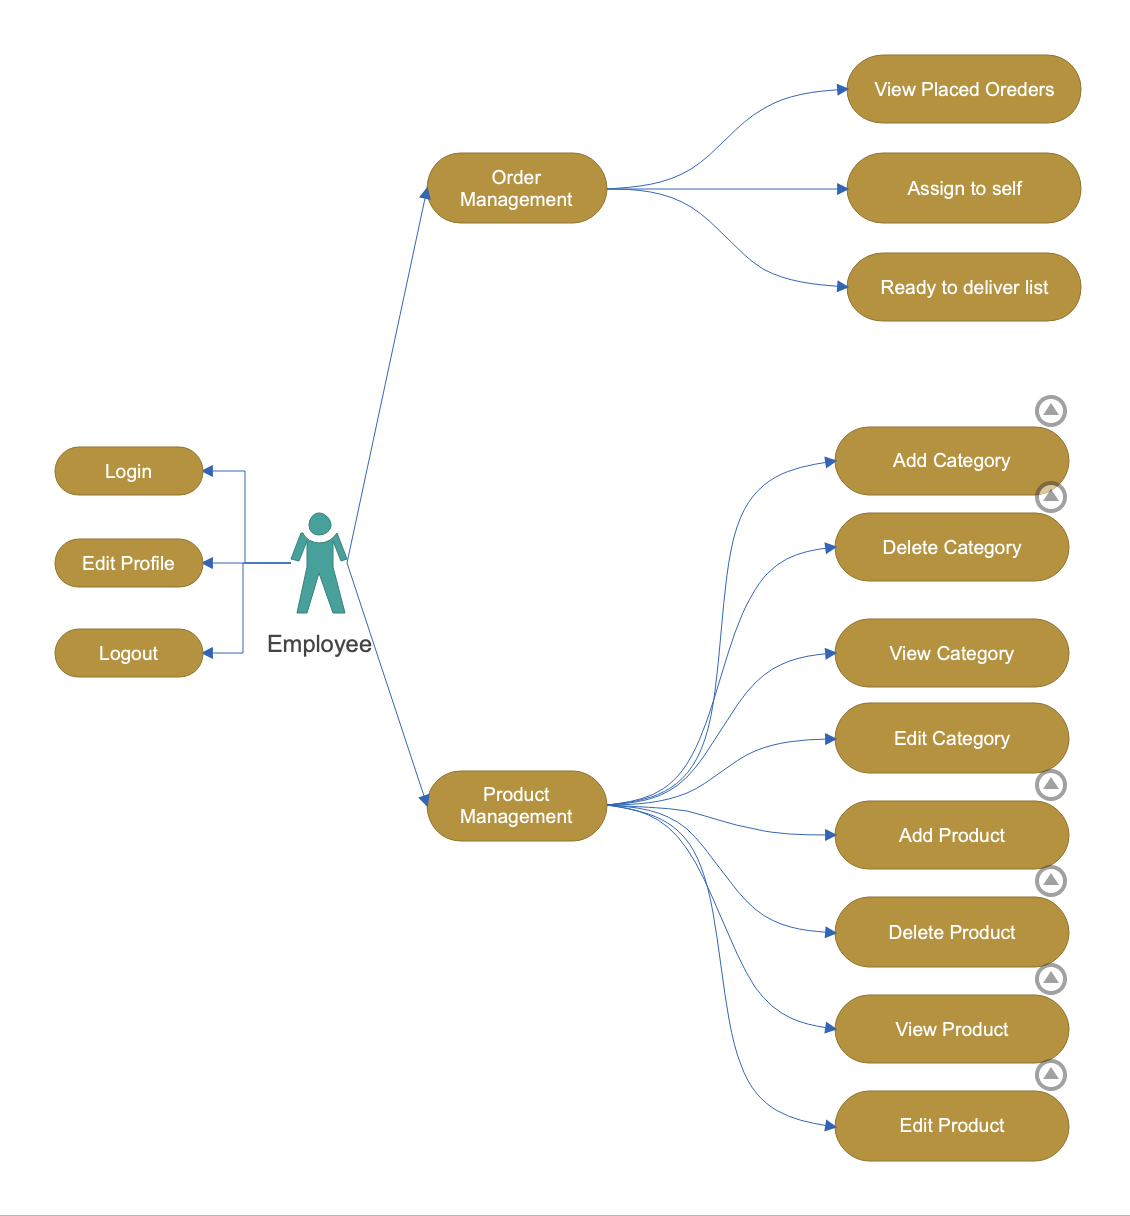 View Placed Oreders
Order
Management
Assign to self
Ready to deliver list
Login
Edit Profile
Logout
Employee
Add Category
Delete Category
View Category
Edit Category
Product
Management
Add Product
Delete Product
View Product
Edit Product